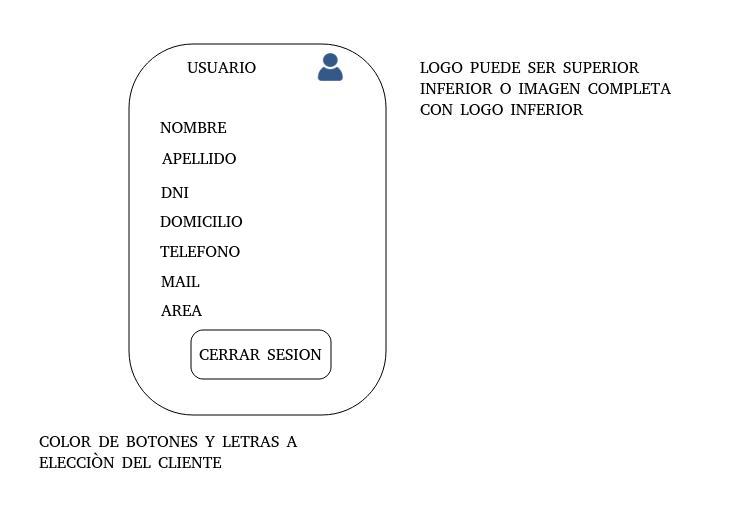 USUARIO
LOGO PUEDE SER SUPERIOR
INFERIOR O IMAGEN COMPLETA
CON LOGO INFERIOR
NOMBRE
APELLIDO
DNI
DOMICILIO
TELEFONO
MAIL
AREA
CERRAR SESION
COLOR DE BOTONES Y LETRAS A
ELECCIÒN DEL CLIENTE